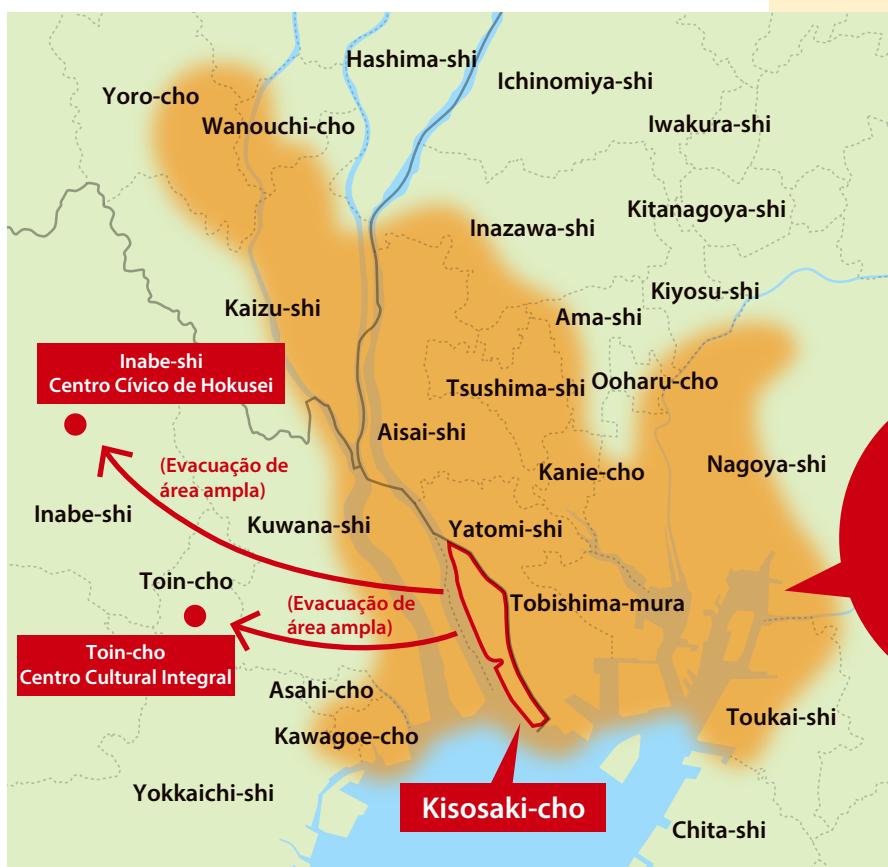 Hashima-shi
Ichinomiya-shi
Yoro-cho
Wanouchi-cho
Iwakura-shi
Kitanagoya-shi
Inazawa-shi
Kiyosu-shi
Kaizu-shi
Ama-shi
Inabe-shi
Centro Cívico de Hokusei
Tsushima-shi
Ooharu-cho
Aisai-shi
(Evacuação de
área ampla)
Kanie-cho
Nagoya-shi
Inabe-shi
Kuwana-shi
Yatomi-shi
Toin-cho
(Evacuação de
área ampla)
Tobishima-mura
Toin-cho
Centro Cultural Integral
Asahi-cho
Kawagoe-cho
Toukai-shi
Yokkaichi-shi
Kisosaki-cho
Chita-shi